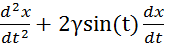 d²x/dt² + 2γsin(t) dx/dt